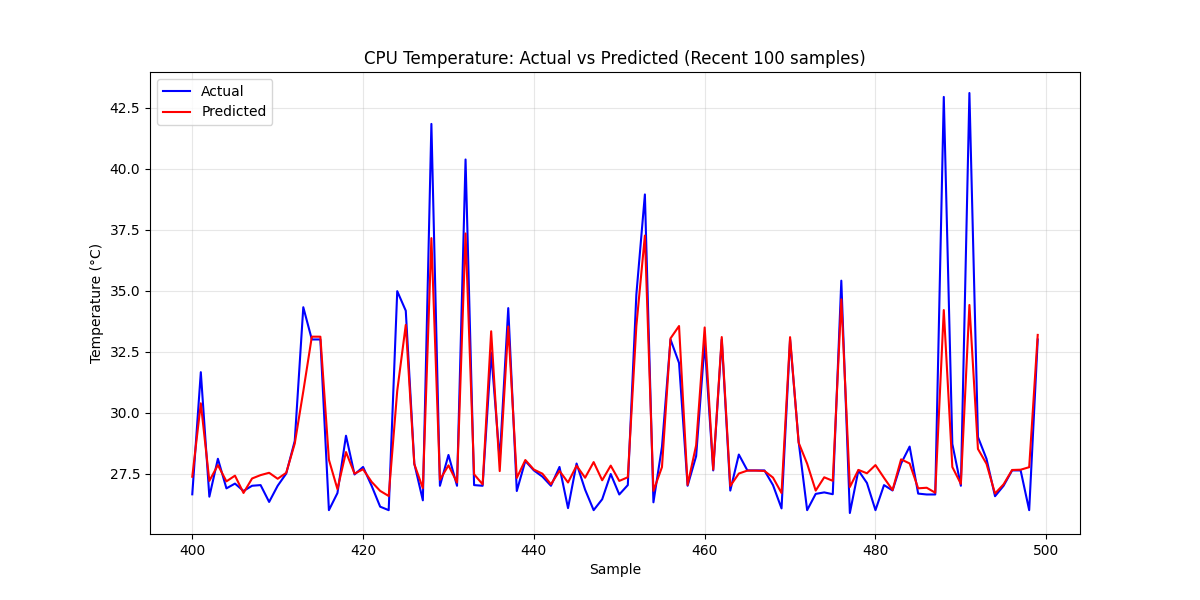 CPU Temperature: Actual vs Predicted (Recent 100 samples)
Actual
Predicted
Temperature (°C)
42.5
40.0
37.5
35.0
32.5
30.0
27.5
400
420
440
460
480
500
Sample